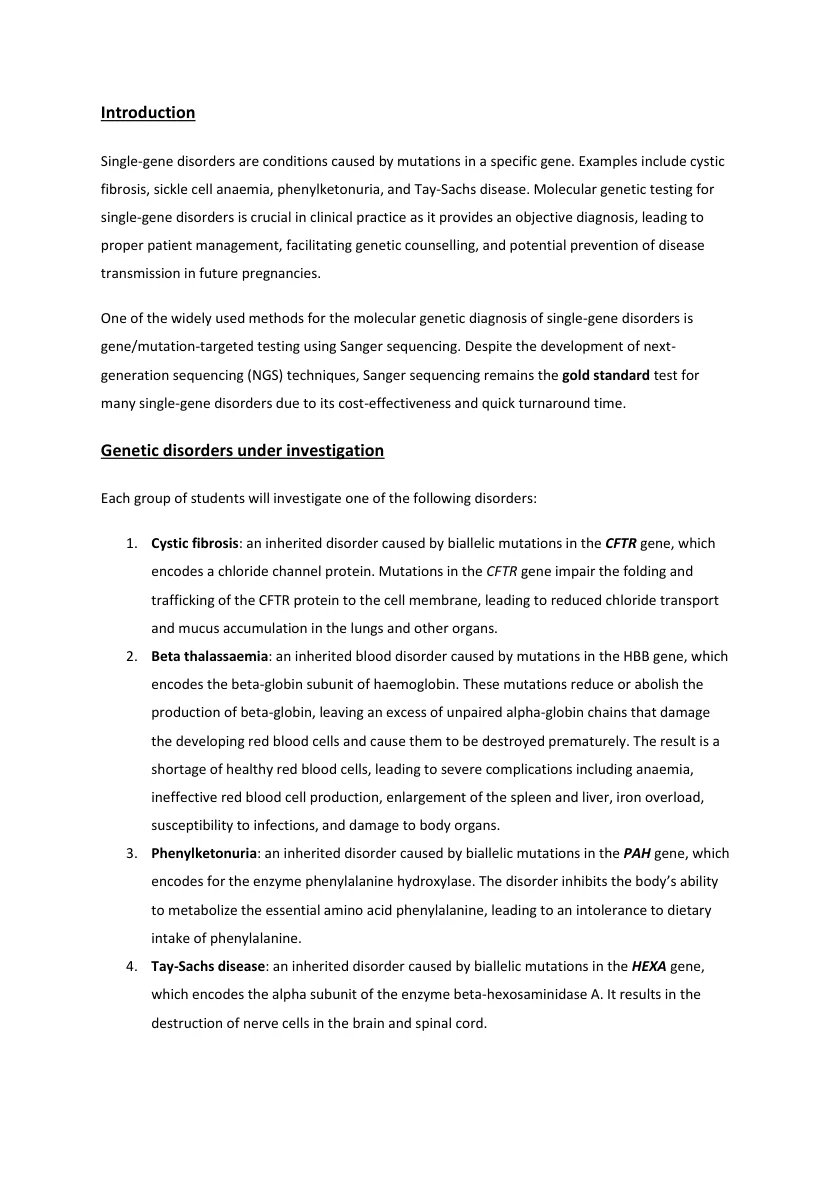 Introduction
Single-gene disorders are conditions caused by mutations in a specific gene. Examples include cystic
fibrosis, sickle cell anaemia, phenylketonuria, and Tay-Sachs disease. Molecular genetic testing for
single-gene disorders is crucial in clinical practice as it provides an objective diagnosis, leading to
proper patient management, facilitating genetic counselling, and potential prevention of disease
transmission in future pregnancies.
One of the widely used methods for the molecular genetic diagnosis of single-gene disorders is
gene/mutation-targeted testing using Sanger sequencing. Despite the development of next-
generation sequencing (NGS) techniques, Sanger sequencing remains the gold standard test for
many single-gene disorders due to its cost-effectiveness and quick turnaround time.
Genetic disorders under investigation
Each group of students will investigate one of the following disorders:
1. Cystic fibrosis: an inherited disorder caused by biallelic mutations in the CFTR gene, which
encodes a chloride channel protein. Mutations in the CFTR gene impair the folding and
trafficking of the CFTR protein to the cell membrane, leading to reduced chloride transport
and mucus accumulation in the lungs and other organs.
2. Beta thalassaemia: an inherited blood disorder caused by mutations in the HBB gene, which
encodes the beta-globin subunit of haemoglobin. These mutations reduce or abolish the
production of beta-globin, leaving an excess of unpaired alpha-globin chains that damage
the developing red blood cells and cause them to be destroyed prematurely. The result is a
shortage of healthy red blood cells, leading to severe complications including anaemia,
ineffective red blood cell production, enlargement of the spleen and liver, iron overload,
susceptibility to infections, and damage to body organs.
3. Phenylketonuria: an inherited disorder caused by biallelic mutations in the PAH gene, which
encodes for the enzyme phenylalanine hydroxylase. The disorder inhibits the body’s ability
to metabolize the essential amino acid phenylalanine, leading to an intolerance to dietary
intake of phenylalanine.
4. Tay-Sachs disease: an inherited disorder caused by biallelic mutations in the HEXA gene,
which encodes the alpha subunit of the enzyme beta-hexosaminidase A. It results in the
destruction of nerve cells in the brain and spinal cord.